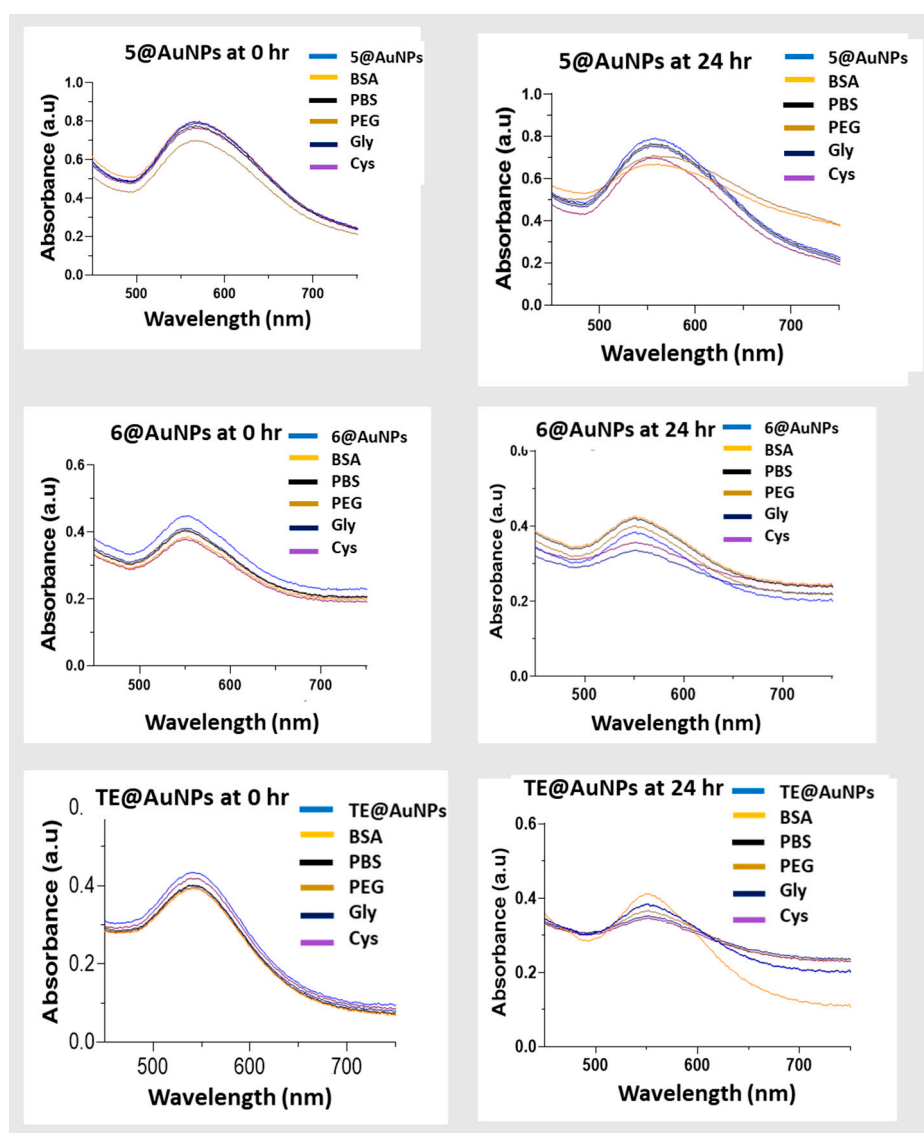 5@AuNPs at 0 hr
5@AuNPs
BSA
PBS
PEG
Gly
Cys
Absorbance (a.u)
1.0
0.8
0.6
0.4
0.2
0.0
500
600
700
Wavelength (nm)
5@AuNPs at 24 hr
5@AuNPs
BSA
PBS
PEG
Gly
Cys
Absorbance (a.u)
1.0
0.8
0.6
0.4
0.2
0.0
500
600
700
Wavelength (nm)
6@AuNPs at 0 hr
6@AuNPs
BSA
PBS
PEG
Gly
Cys
Absorbance (a.u)
0.6
0.4
0.2
0.0
500
600
700
Wavelength (nm)
6@AuNPs at 24 hr
6@AuNPs
BSA
PBS
PEG
Gly
Cys
Absrobance (a.u)
0.4
0.2
0.0
500
600
700
Wavelength (nm)
TE@AuNPs at 0 hr
TE@AuNPs
BSA
PBS
PEG
Gly
Cys
Absorbance (a.u)
0.
0.4
0.2
0.0
500
600
700
Wavelength (nm)
TE@AuNPs at 24 hr
TE@AuNPs
BSA
PBS
PEG
Gly
Cys
Absorbance (a.u)
0.6
0.4
0.2
0.0
500
600
700
Wavelength (nm)